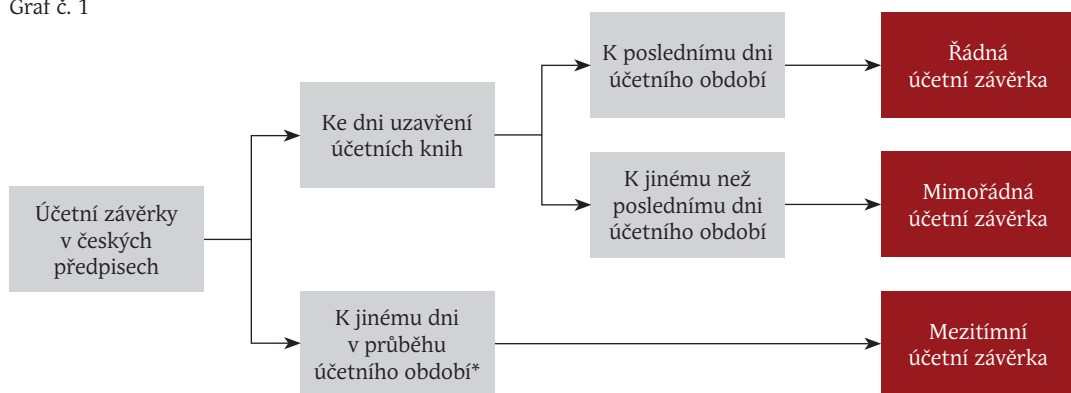 Graf č. 1
K poslednímu dni
účetního období
Řádná
účetní závěrka
Ke dni uzavření
účetních knih
K jinému než
poslednímu dni
účetního období
Mimořádná
účetní závěrka
Účetní závěrky
v českých
předpisech
K jinému dni
v průběhu
účetního období*
Mezitímní
účetní závěrka